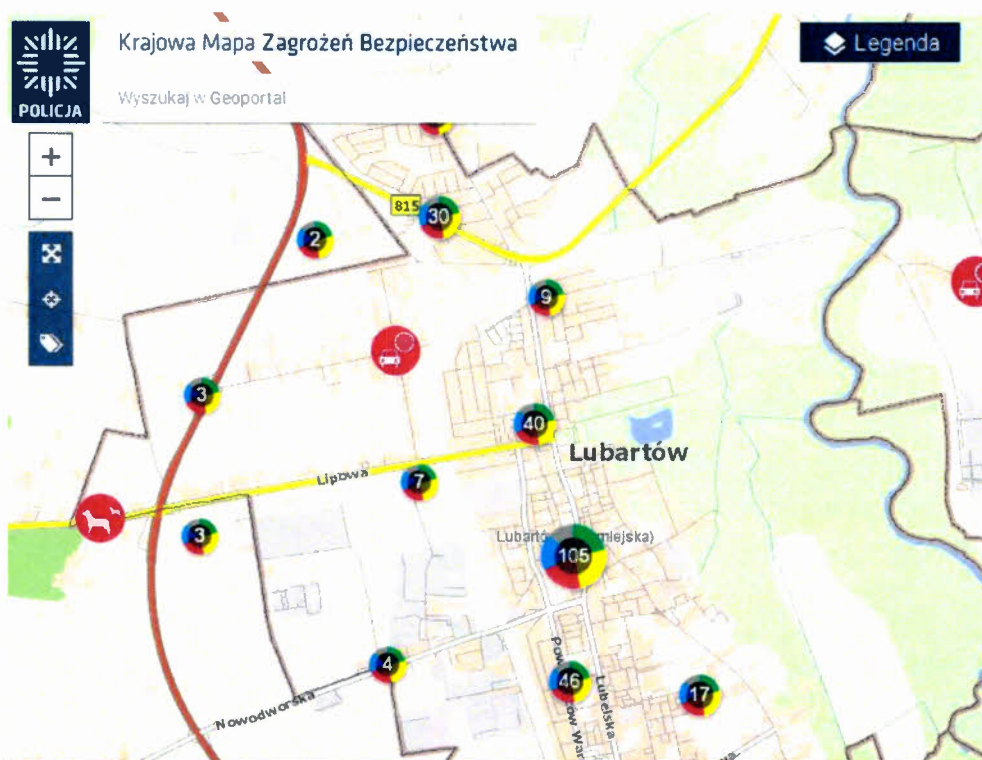 Krajowa Mapa Zagrożeń Bezpieczeństwa
Legenda
POLICJA
Wyszukaj w Geoportal
+
−
815
30
2
9
3
40
Lubartów
Lipowa
7
3
105
4
Nowodworska
46
Lubelska
17